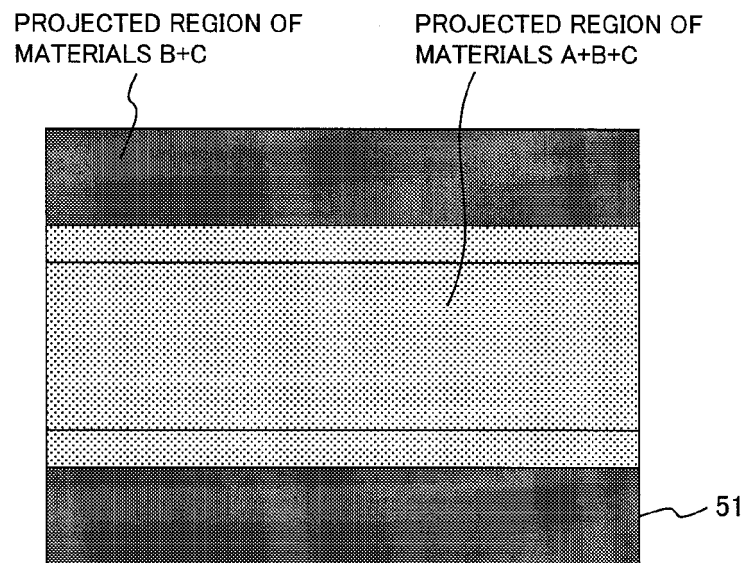 PROJECTED REGION OF
MATERIALS B+C
PROJECTED REGION OF
MATERIALS A+B+C
51